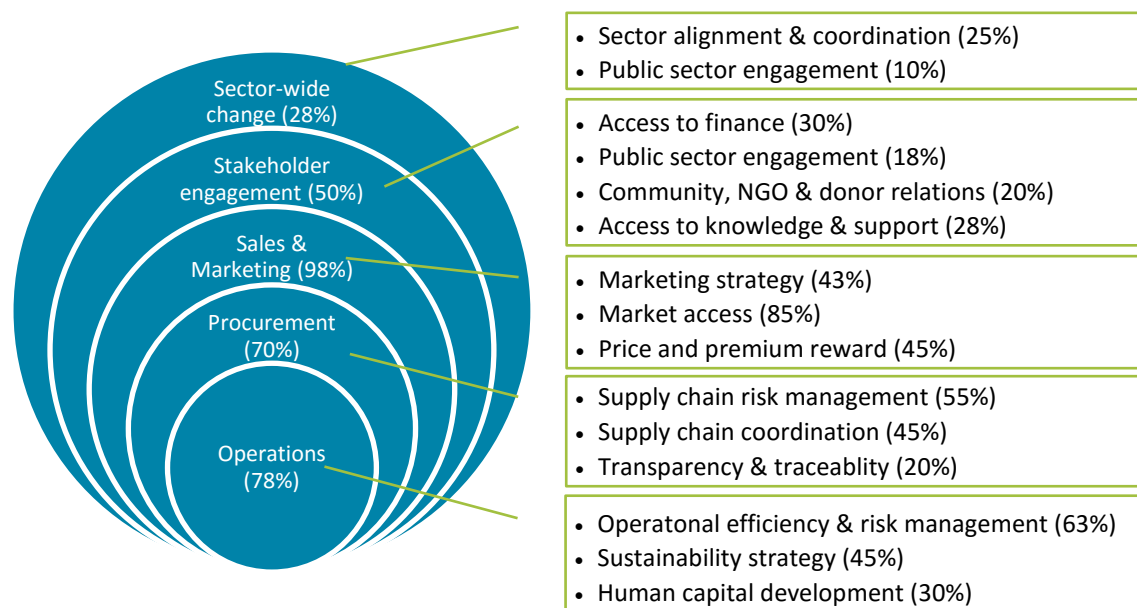 Sector-wide
change (28%)
Stakeholder
engagement (50%)
Sales &
Marketing (98%)
Procurement
(70%)
Operations
(78%)
• Sector alignment & coordination (25%)
• Public sector engagement (10%)
• Access to finance (30%)
• Public sector engagement (18%)
• Community, NGO & donor relations (20%)
• Access to knowledge & support (28%)
• Marketing strategy (43%)
• Market access (85%)
• Price and premium reward (45%)
• Supply chain risk management (55%)
• Supply chain coordination (45%)
• Transparency & traceablity (20%)
• Operatonal efficiency & risk management (63%)
• Sustainability strategy (45%)
• Human capital development (30%)